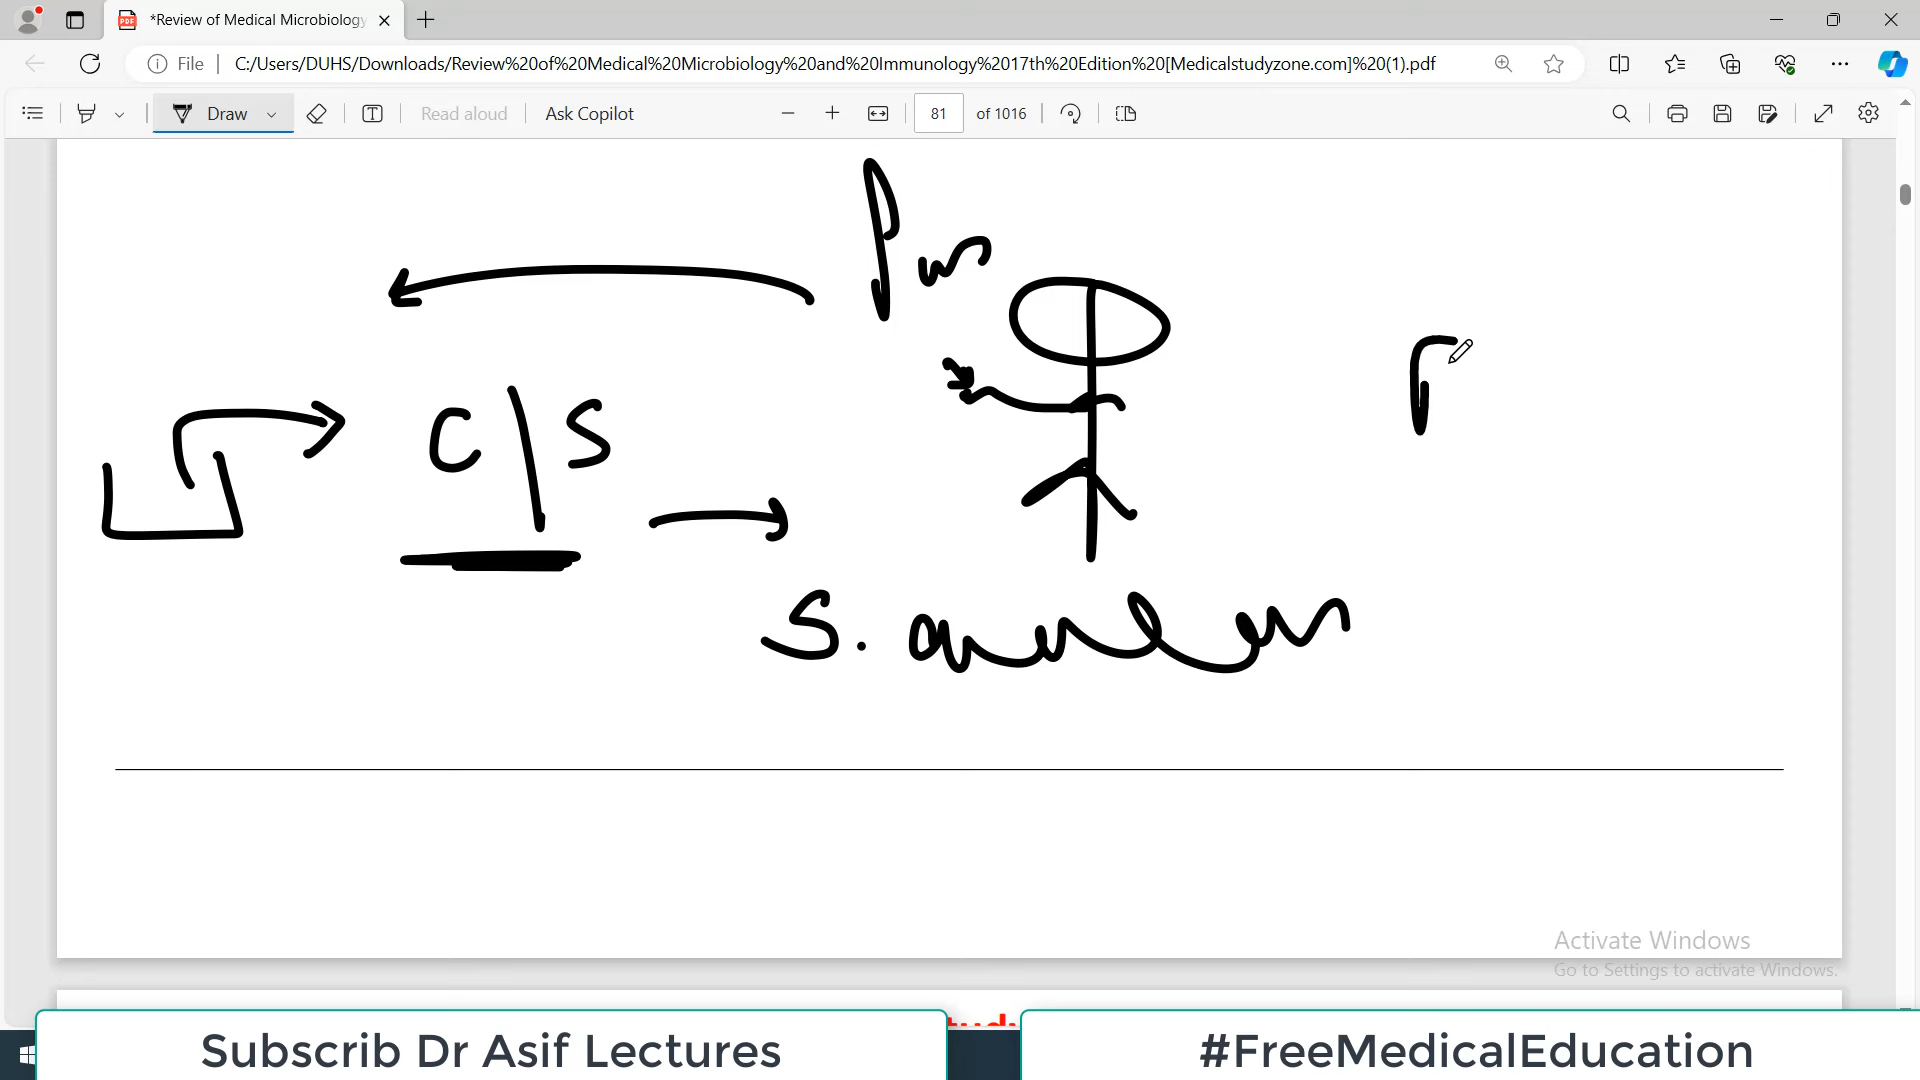 *Review of Medical Microbiology
File
C:/Users/DUHS/Downloads/Review%20of%20Medical%20Microbiology%20and%20Immunology%2017th%20Edition%20[Medicalstudyzone.com]%20(1).pdf
Draw
Read aloud
Ask Copilot
81 of 1016
Pus
C/S
S. aureus
Activate Windows
Go to Settings to activate Windows.
Subscrib Dr Asif Lectures
#FreeMedicalEducation